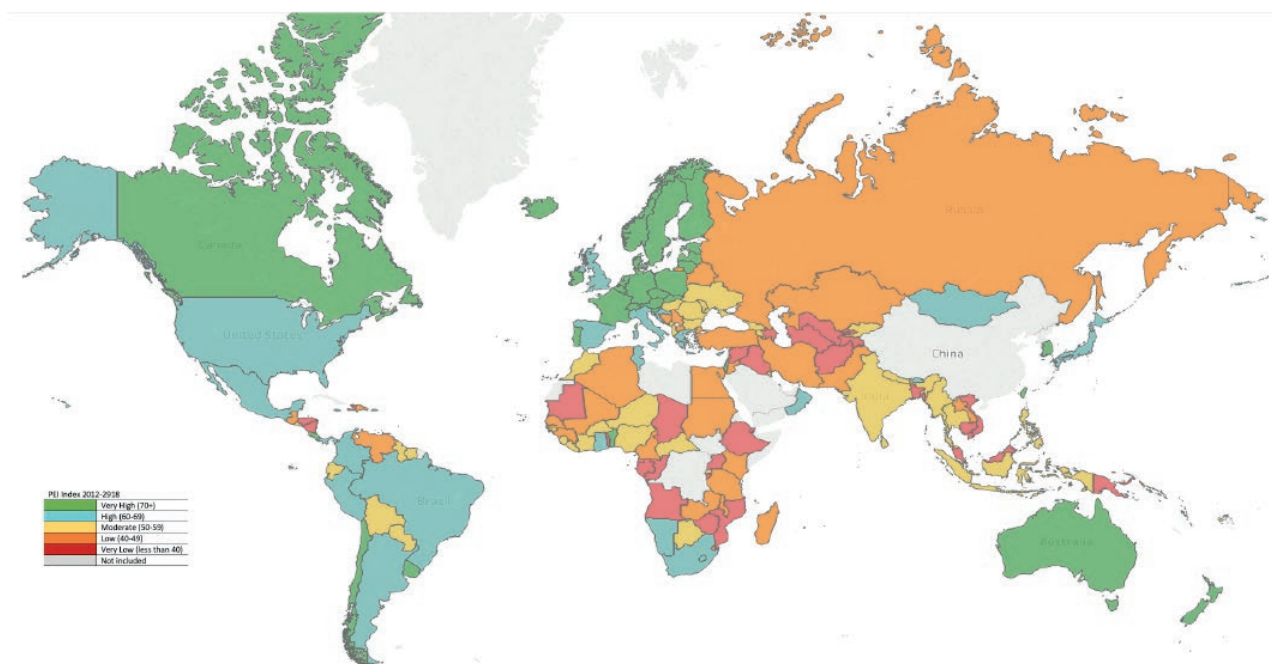 Canada
Russia
United States
China
India
Brazil
Australia
PEI Index 2012-2918
Very High (70+)
High (60-69)
Moderate (50-59)
Low (40-49)
Very Low (less than 40)
Not included